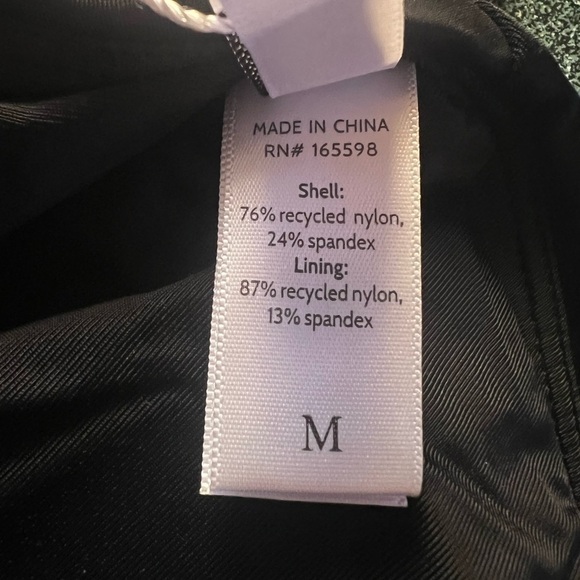 MADE IN CHINA
RN# 165598
Shell:
76% recycled nylon,
24% spandex
Lining:
87% recycled nylon,
13% spandex
M